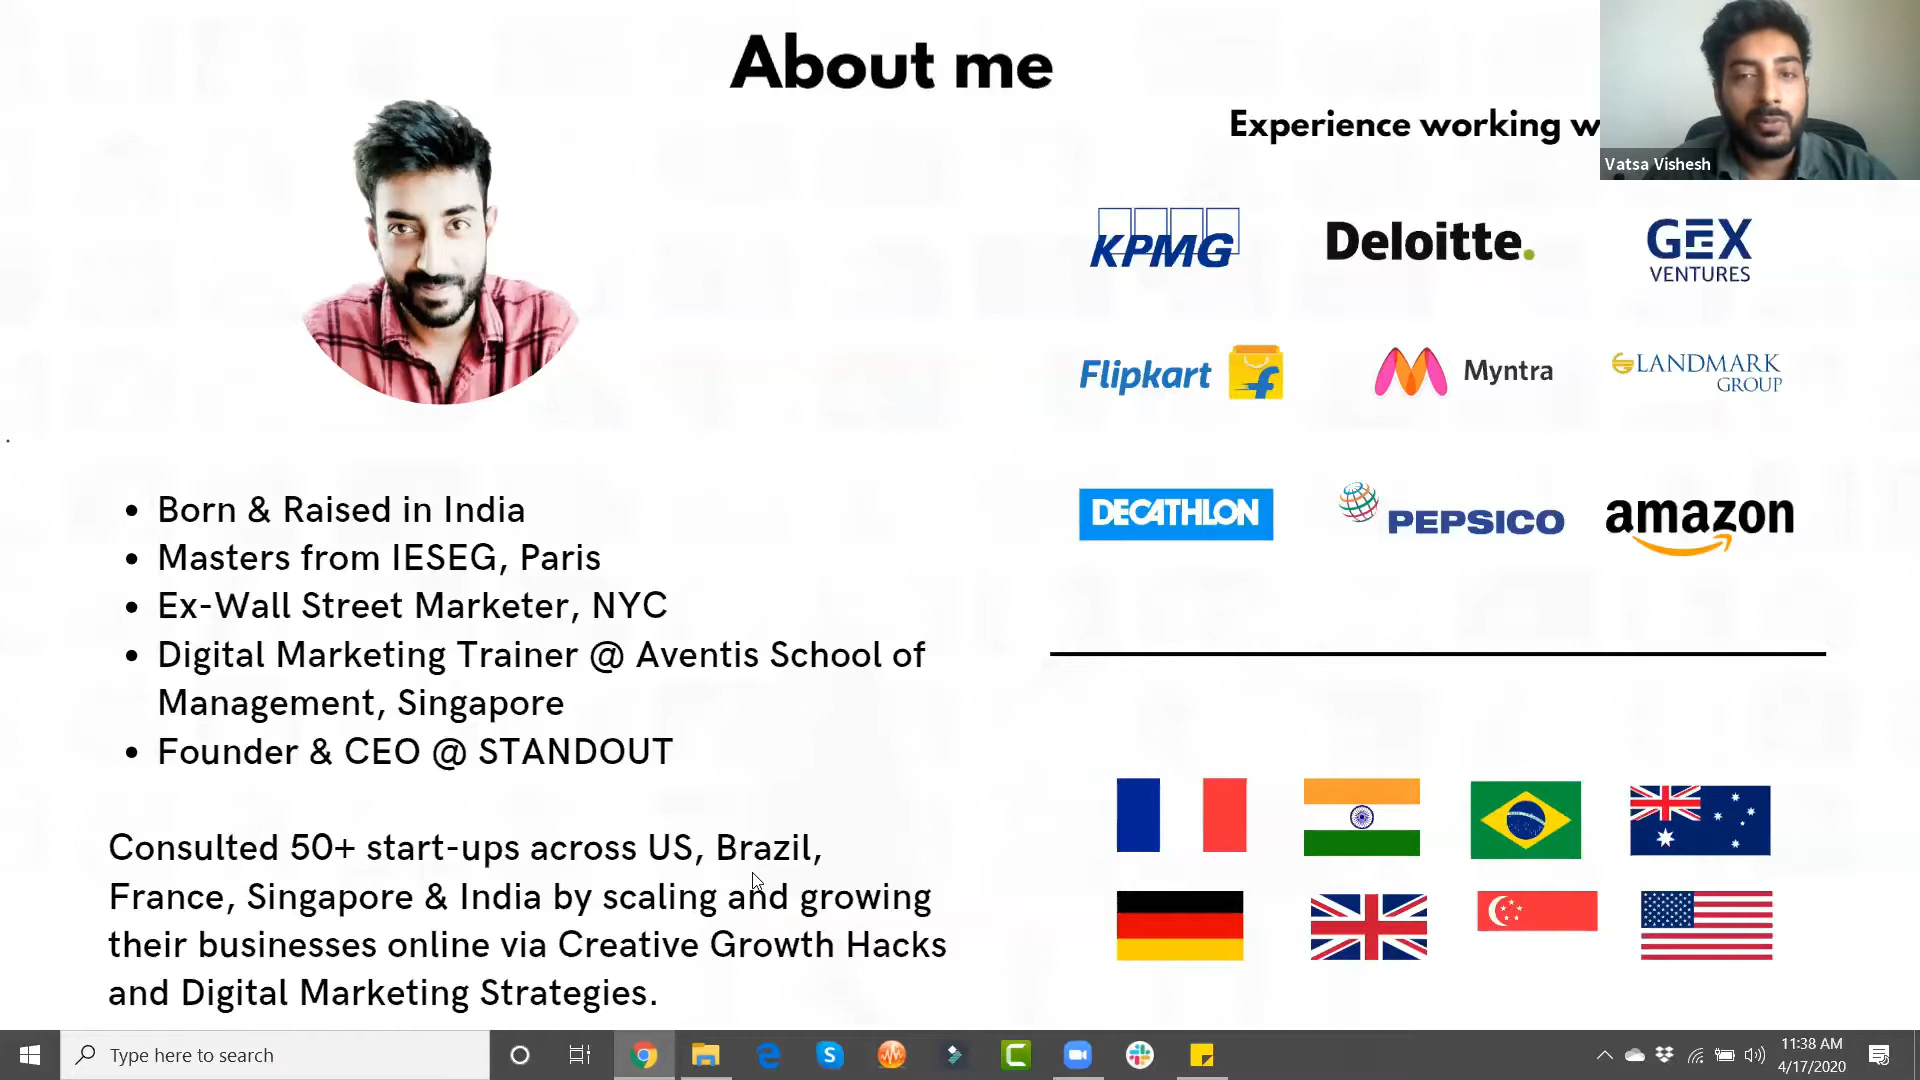 About me
Experience working w
Vatsa Vishesh
KPMG
Deloitte.
GEX
VENTURES
Flipkart
Myntra
LANDMARK
GROUP
DECATHLON
PEPSICO
amazon
• Born & Raised in India
• Masters from IESEG, Paris
• Ex-Wall Street Marketer, NYC
• Digital Marketing Trainer @ Aventis School of
Management, Singapore
• Founder & CEO @ STANDOUT
Consulted 50+ start-ups across US, Brazil,
France, Singapore & India by scaling and growing
their businesses online via Creative Growth Hacks
and Digital Marketing Strategies.
Type here to search
11:38 AM
4/17/2020